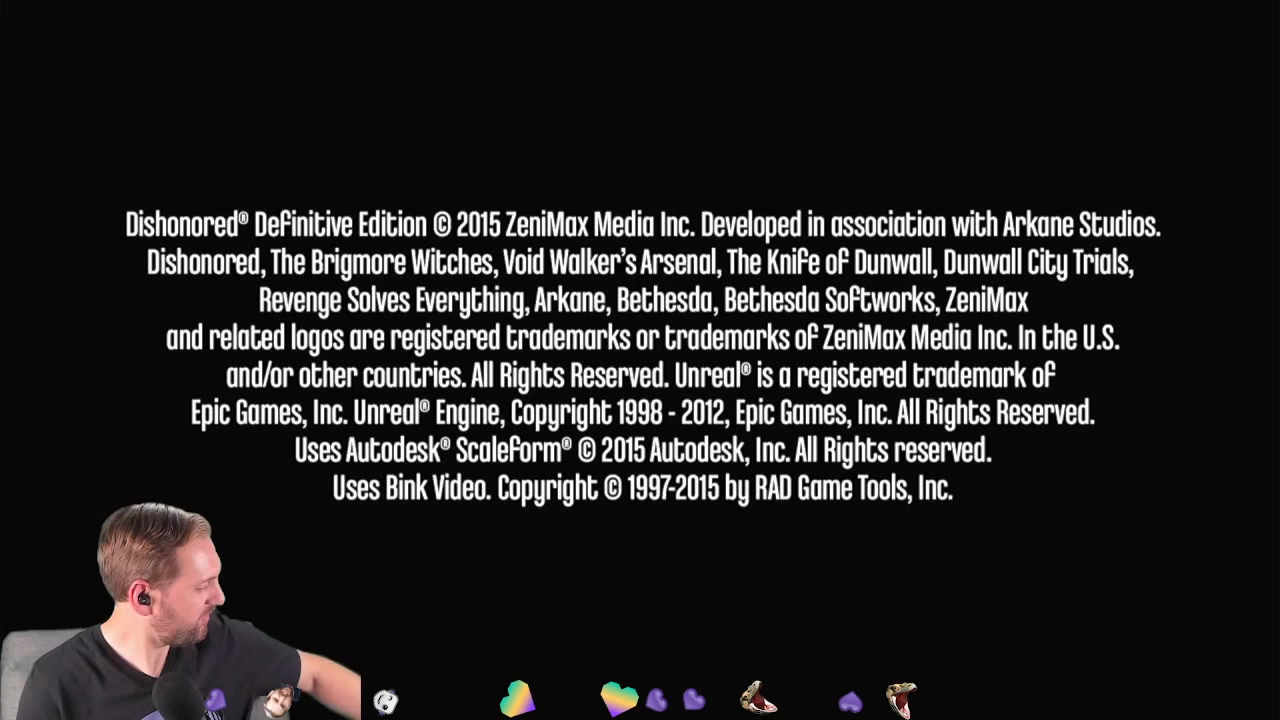 Dishonored® Definitive Edition © 2015 ZeniMax Media Inc. Developed in association with Arkane Studios.
Dishonored, The Brigmore Witches, Void Walker's Arsenal, The Knife of Dunwall, Dunwall City Trials,
Revenge Solves Everything, Arkane, Bethesda, Bethesda Softworks, ZeniMax
and related logos are registered trademarks or trademarks of ZeniMax Media Inc. In the U.S.
and/or other countries. All Rights Reserved. Unreal® is a registered trademark of
Epic Games, Inc. Unreal® Engine, Copyright 1998 - 2012, Epic Games, Inc. All Rights Reserved.
Uses Autodesk® Scaleform® © 2015 Autodesk, Inc. All Rights reserved.
Uses Bink Video. Copyright © 1997-2015 by RAD Game Tools, Inc.